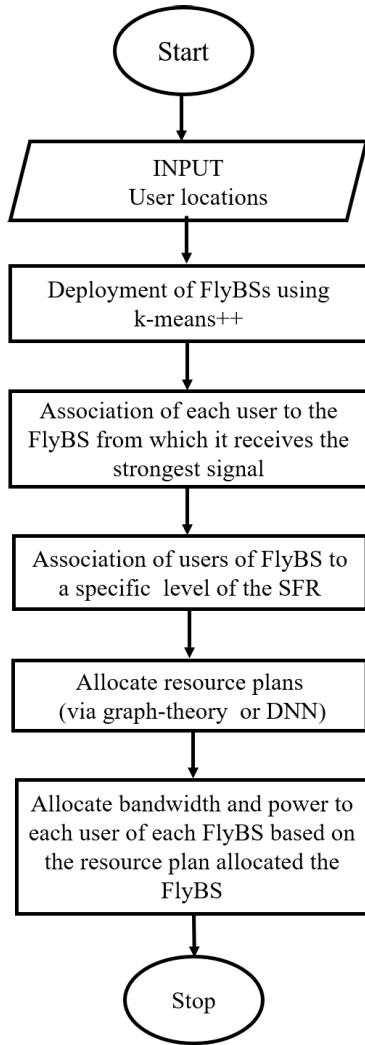 Start
INPUT
User locations
Deployment of FlyBSs using
k-means++
Association of each user to the
FlyBS from which it receives the
strongest signal
Association of users of FlyBS to
a specific level of the SFR
Allocate resource plans
(via graph-theory or DNN)
Allocate bandwidth and power to
each user of each FlyBS based on
the resource plan allocated the
FlyBS
Stop